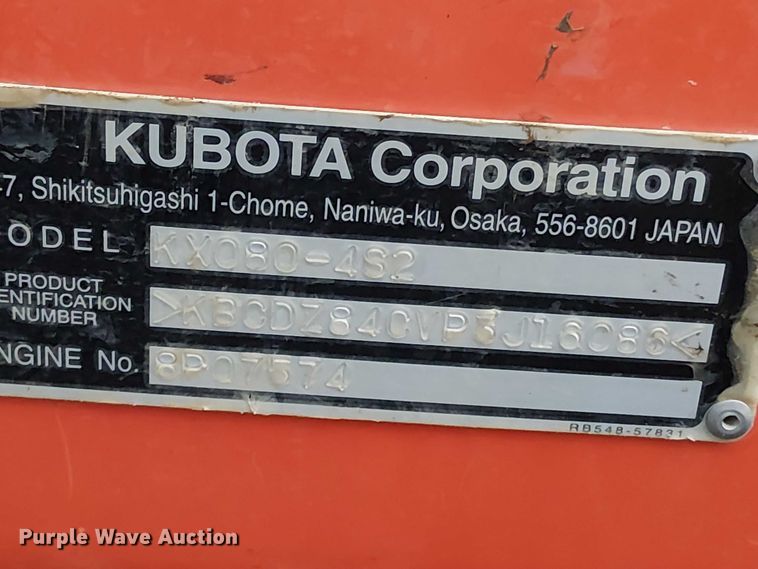 KUBOTA Corporation
-7, Shikitsuhigashi 1-Chome, Naniwa-ku, Osaka, 556-8601 JAPAN
ODEL KX080-4S2
PRODUCT
ENTIFICATION
NUMBER >KBCDZ84CVP3J16086<
NGINE No. 8P07574
RB548-57831
Purple Wave Auction